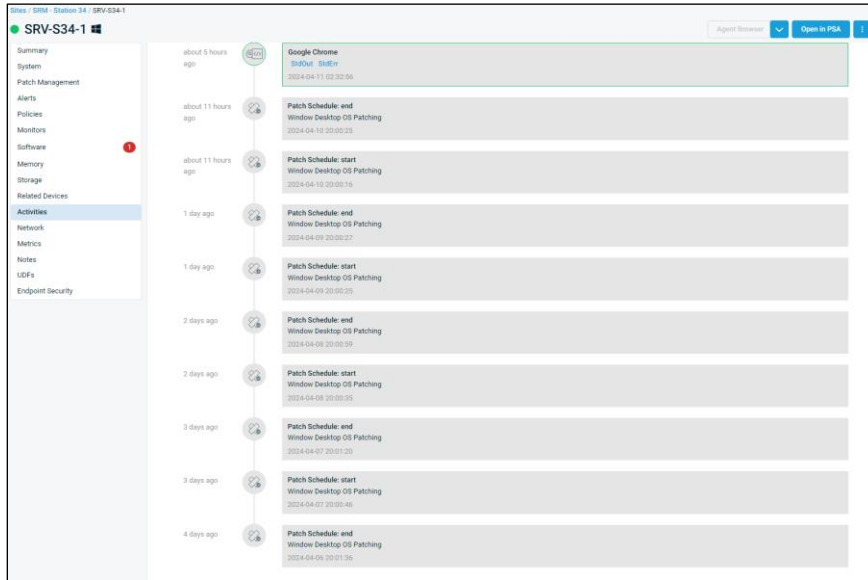 Sites / SRM - Station 34 / SRV-S34-1
SRV-S34-1
Agent Browser
Open in PSA
Summary
System
Patch Management
Alerts
Policies
Monitors
Software 1
Memory
Storage
Related Devices
Activities
Network
Metrics
Notes
UDFs
Endpoint Security
about 5 hours
ago
Google Chrome
StdOut StdErr
2024-04-11 02:32:06
about 11 hours
ago
Patch Schedule: end
Window Desktop OS Patching
2024-04-10 20:00:25
about 11 hours
ago
Patch Schedule: start
Window Desktop OS Patching
2024-04-10 20:00:16
1 day ago
Patch Schedule: end
Window Desktop OS Patching
2024-04-09 20:00:27
1 day ago
Patch Schedule: start
Window Desktop OS Patching
2024-04-09 20:00:25
2 days ago
Patch Schedule: end
Window Desktop OS Patching
2024-04-08 20:00:59
2 days ago
Patch Schedule: start
Window Desktop OS Patching
2024-04-08 20:00:35
3 days ago
Patch Schedule: end
Window Desktop OS Patching
2024-04-07 20:01:20
3 days ago
Patch Schedule: start
Window Desktop OS Patching
2024-04-07 20:00:46
4 days ago
Patch Schedule: end
Window Desktop OS Patching
2024-04-06 20:01:36